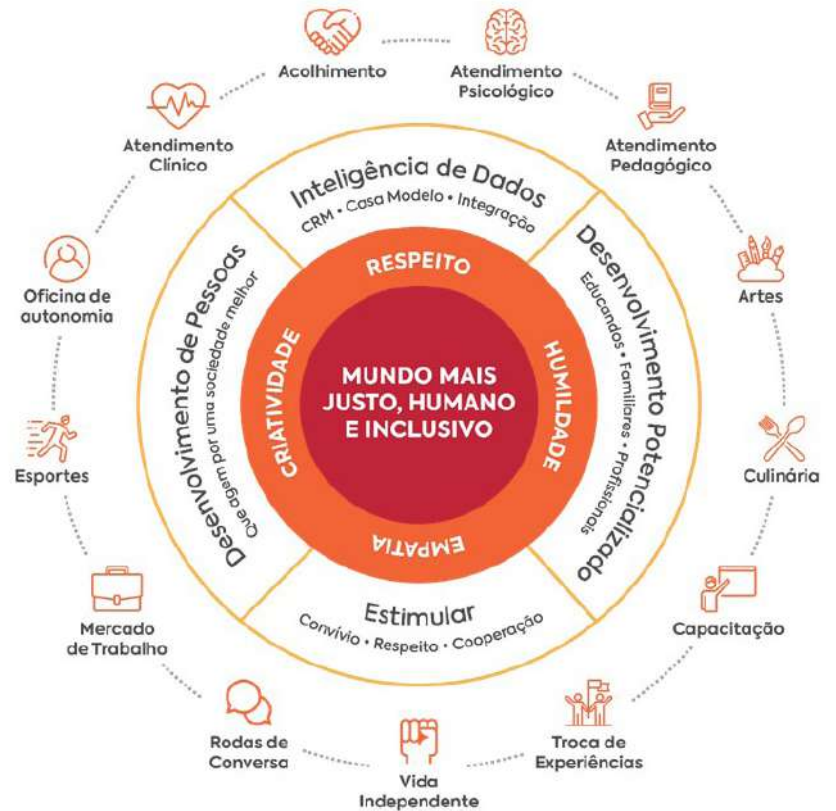 Acolhimento
Atendimento
Psicológico
Atendimento
Pedagógico
Artes
Culinária
Capacitação
Troca de
Experiências
Vida
Independente
Rodas de
Conversa
Mercado
de Trabalho
Esportes
Oficina de
autonomia
Atendimento
Clínico
Inteligência de Dados
CRM • Casa Modelo • Integração
Desenvolvimento Potencializado
Educandos • Familiares • Profissionais
Estimular
Convívio • Respeito • Cooperação
Desenvolvimento de Pessoas
Que agem por uma sociedade melhor
RESPEITO
HUMILDADE
EMPATIA
CRIATIVIDADE
MUNDO MAIS
JUSTO, HUMANO
E INCLUSIVO